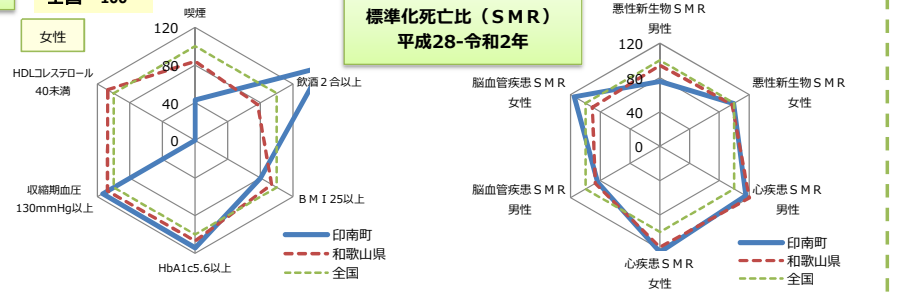 女性
喫煙
120
80
40
0
飲酒2合以上
BMI25以上
HbA1c5.6以上
収縮期血圧
130mmHg以上
HDLコレステロール
40未満
印南町
和歌山県
全国
標準化死亡比(SMR)
平成28-令和2年
悪性新生物SMR
男性
120
80
40
0
悪性新生物SMR
女性
心疾患SMR
男性
心疾患SMR
女性
脳血管疾患SMR
男性
脳血管疾患SMR
女性
印南町
和歌山県
全国